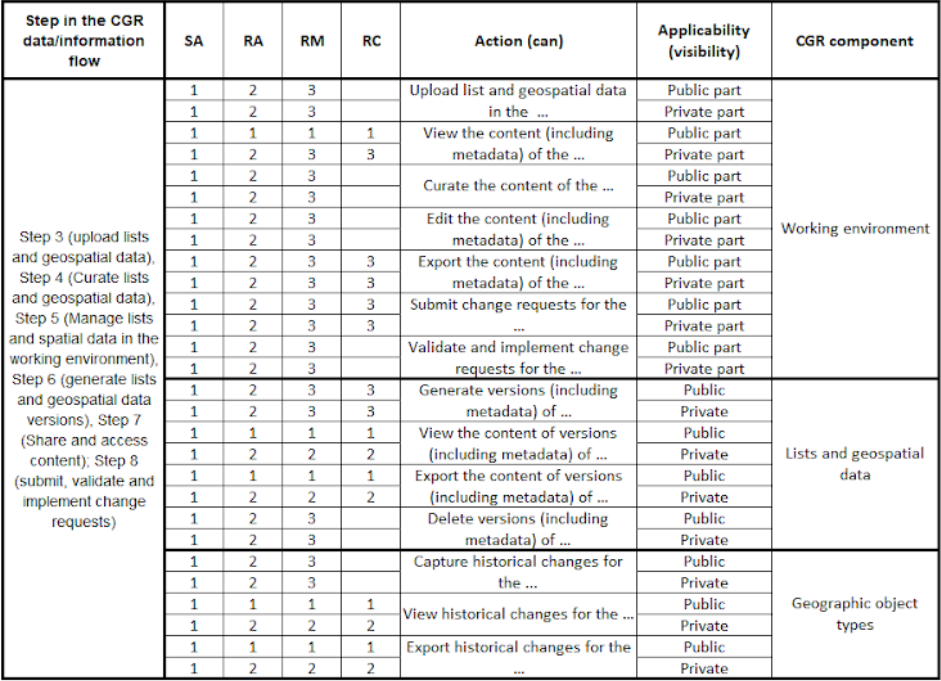 Step in the CGR
data/information
flow
SA
RA
RM
RC
Action (can)
Applicability
(visibility)
CGR component
Step 3 (upload lists
and geospatial data),
Step 4 (Curate lists
and geospatial data),
Step 5 (Manage lists
and spatial data in the
working environment),
Step 6 (generate lists
and geospatial data
versions), Step 7
(Share and access
content); Step 8
(submit, validate and
implement change
requests)
1 2 3 Upload list and geospatial data Public part
1 2 3 in the ... Private part
1 1 1 1 View the content (including Public part
1 2 3 3 metadata) of the ... Private part
1 2 3 Public part
Curate the content of the ...
1 2 3 Private part
1 2 3 Edit the content (including Public part
1 2 3 metadata) of the ... Private part
1 2 3 3 Export the content (including Public part
1 2 3 3 metadata) of the ... Private part
1 2 3 3 Submit change requests for the Public part
1 2 3 3 ... Private part
1 2 3 Validate and implement change Public part
1 2 3 requests for the ... Private part
Working environment
1 2 3 3 Generate versions (including Public
1 2 3 3 metadata) of ... Private
1 1 1 1 View the content of versions Public
1 2 2 2 (including metadata) of ... Private
1 1 1 1 Export the content of versions Public
1 2 2 2 (including metadata) of ... Private
1 2 3 Delete versions (including Public
1 2 3 metadata) of ... Private
Lists and geospatial
data
1 2 3 Capture historical changes for Public
1 2 3 the ... Private
1 1 1 1 Public
View historical changes for the ...
1 2 2 2 Private
1 1 1 1 Export historical changes for the Public
1 2 2 2 ... Private
Geographic object
types